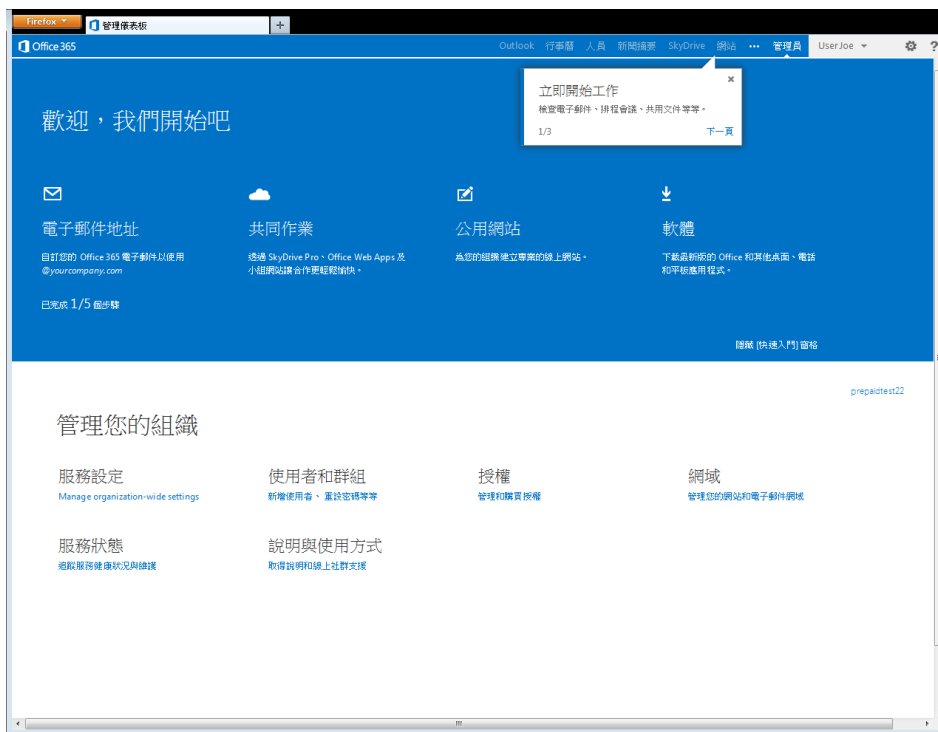 Firefox
管理儀表板
Office 365
Outlook 行事曆 人員 新聞摘要 SkyDrive 網站 ••• 管理員 UserJoe
立即開始工作
檢查電子郵件、排程會議、共用文件等等。
1/3 下一頁
歡迎，我們開始吧
電子郵件地址
自訂您的 Office 365 電子郵件以使用
@yourcompany.com
已完成 1/5 個步驟
共同作業
透過 SkyDrive Pro、Office Web Apps 及
小組網站讓合作更輕鬆愉快。
公用網站
為您的組織建立專業的線上網站。
軟體
下載最新版的 Office 和其他桌面、電話
和平板應用程式。
隱藏 [快速入門] 窗格
prepaidtest22
管理您的組織
服務設定
Manage organization-wide settings
使用者和群組
新增使用者、重設密碼等等
授權
管理和購買授權
網域
管理您的網站和電子郵件網域
服務狀態
追蹤服務健康狀況與維護
說明與使用方式
取得說明和線上社群支援